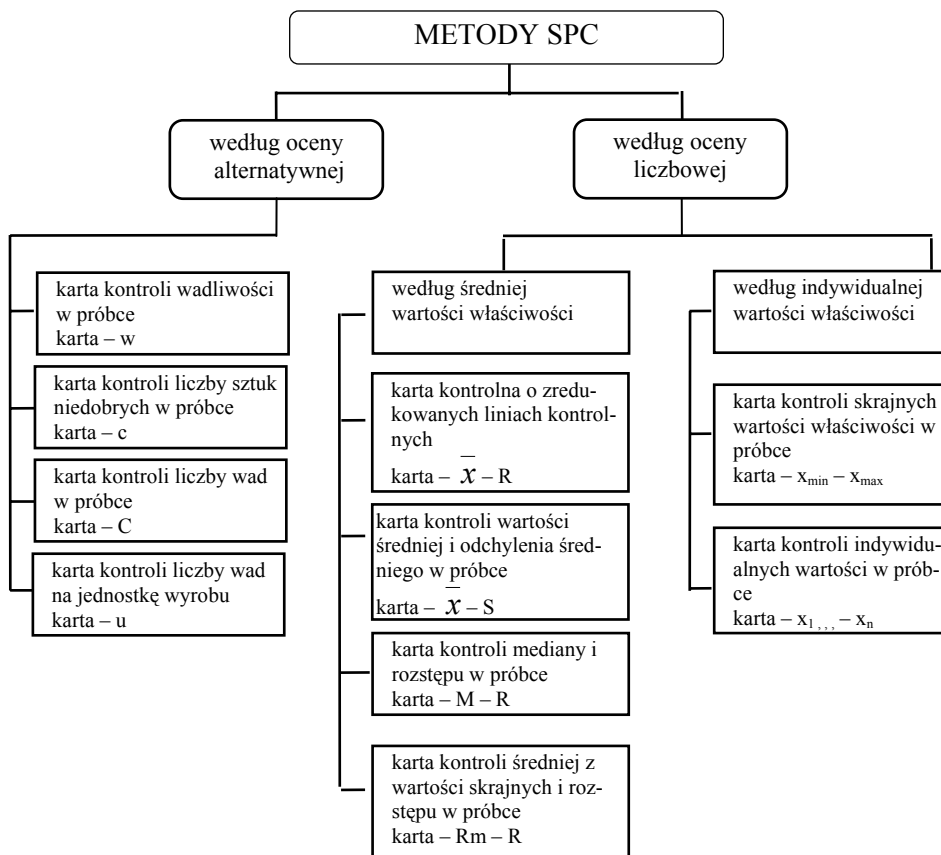 METODY SPC
według oceny
alternatywnej
według oceny
liczbowej
karta kontroli wadliwości
w próbce
karta – w
karta kontroli liczby sztuk
niedobrych w próbce
karta – c
karta kontroli liczby wad
w próbce
karta – C
karta kontroli liczby wad
na jednostkę wyrobu
karta – u
według średniej
wartości właściwości
karta kontrolna o zredu-
kowanych liniach kontrol-
nych
karta – x̄ – R
karta kontroli wartości
średniej i odchylenia śred-
niego w próbce
karta – x̄ – S
karta kontroli mediany i
rozstępu w próbce
karta – M – R
karta kontroli średniej z
wartości skrajnych i roz-
stępu w próbce
karta – Rm – R
według indywidualnej
wartości właściwości
karta kontroli skrajnych
wartości właściwości w
próbce
karta – xmin – xmax
karta kontroli indywidu-
alnych wartości w prób-
ce
karta – x1 , , , – xn